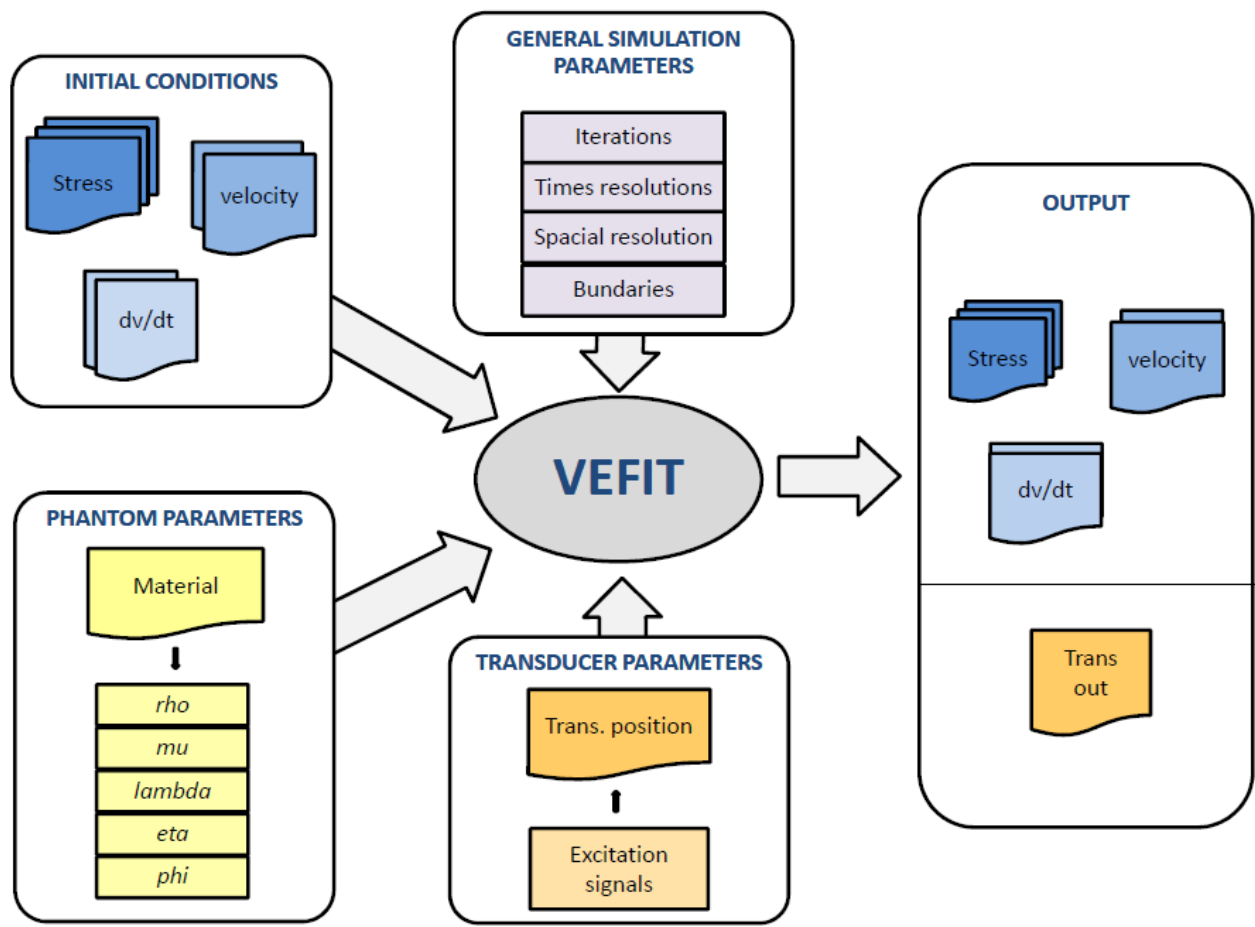 INITIAL CONDITIONS
Stress
velocity
dv/dt
GENERAL SIMULATION
PARAMETERS
Iterations
Times resolutions
Spacial resolution
Bundaries
VEFIT
PHANTOM PARAMETERS
Material
rho
mu
lambda
eta
phi
TRANSDUCER PARAMETERS
Trans. position
Excitation
signals
OUTPUT
Stress
velocity
dv/dt
Trans
out